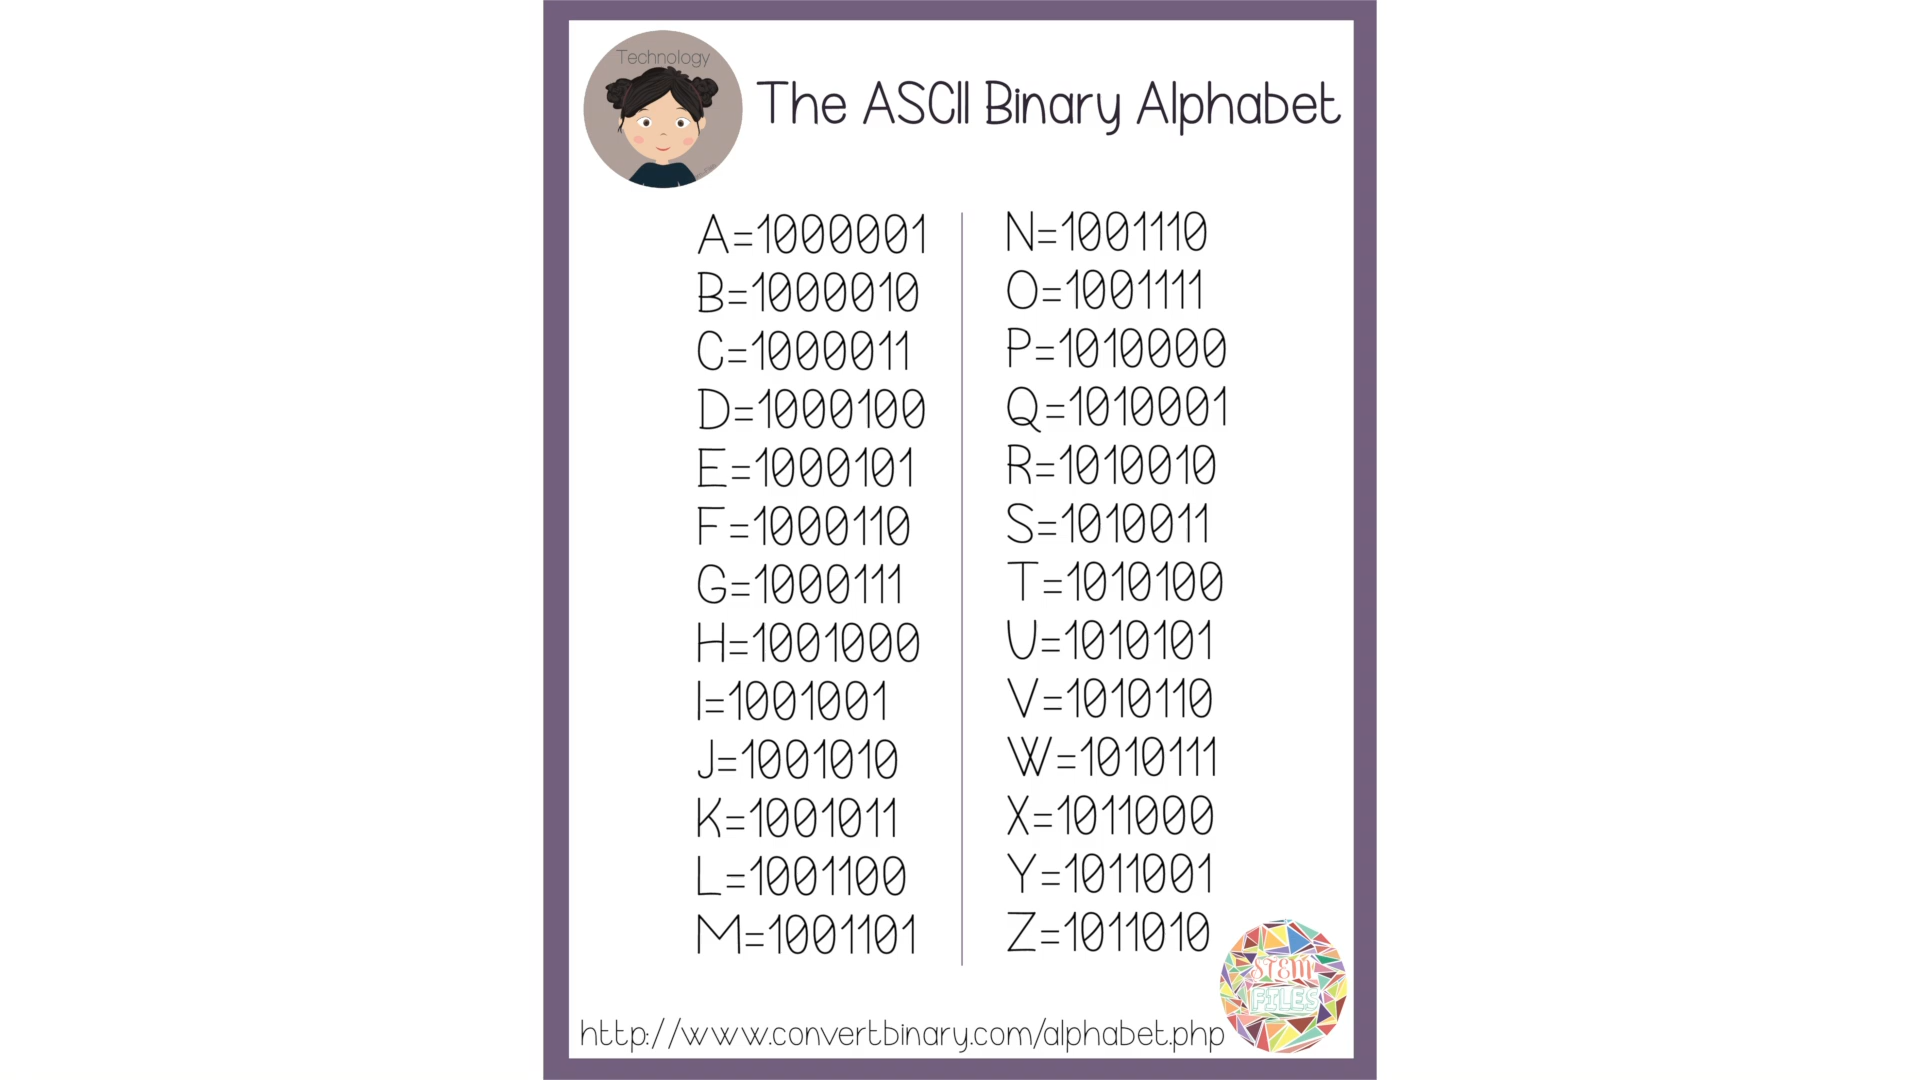 Technology
The ASCII Binary Alphabet
A=1000001
B=1000010
C=1000011
D=1000100
E=1000101
F=1000110
G=1000111
H=1001000
I=1001001
J=1001010
K=1001011
L=1001100
M=1001101
N=1001110
O=1001111
P=1010000
Q=1010001
R=1010010
S=1010011
T=1010100
U=1010101
V=1010110
W=1010111
X=1011000
Y=1011001
Z=1011010
STEM
FILES
http://www.convertbinary.com/alphabet.php